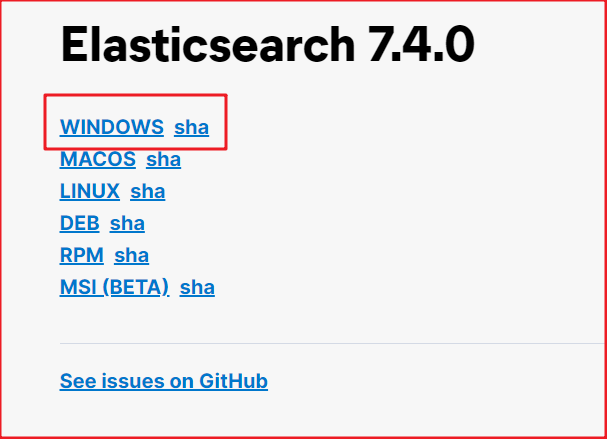 Elasticsearch 7.4.0
WINDOWS sha
MACOS sha
LINUX sha
DEB sha
RPM sha
MSI (BETA) sha
See issues on GitHub